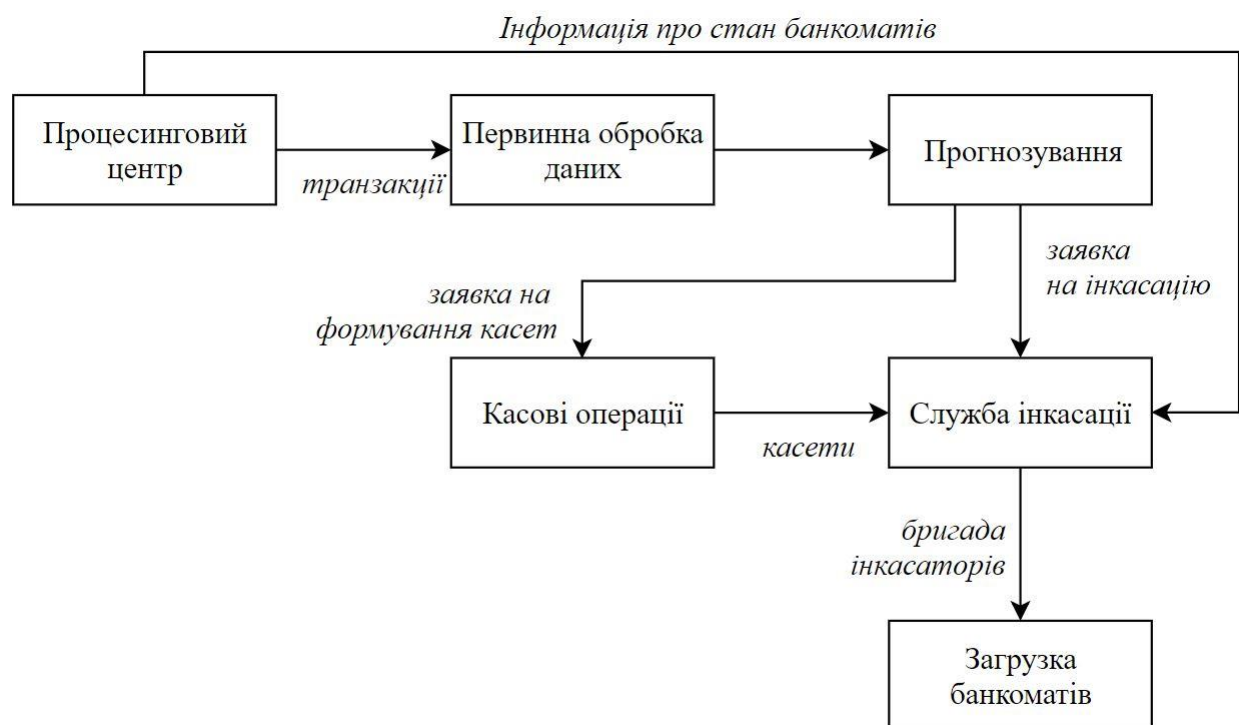 Інформація про стан банкоматів
Процесинговий
центр
транзакції
Первинна обробка
даних
Прогнозування
заявка на
формування касет
заявка
на інкасацію
Касові операції
касети
Служба інкасації
бригада
інкасаторів
Загрузка
банкоматів